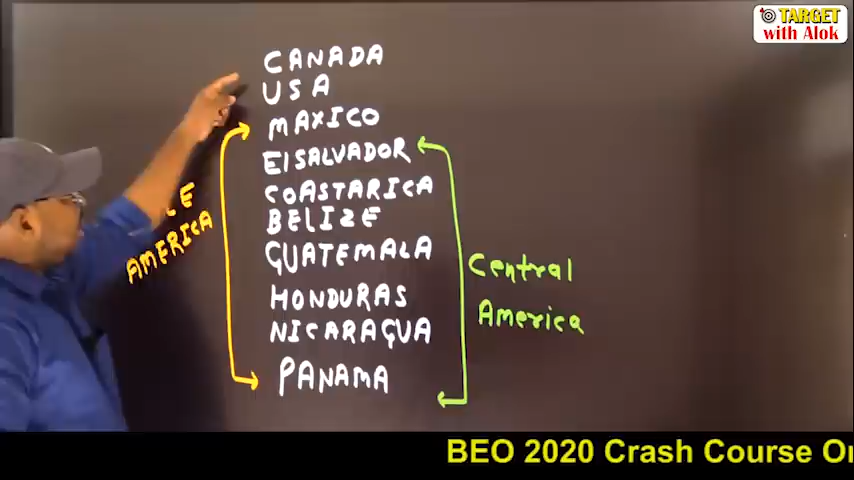 TARGET
with Alok
CANADA
USA
MAXICO
ElSALVADOR
COASTARICA
BELIZE
GUATEMALA
HONDURAS
NICARAGUA
PANAMA
AMERICA
Central
America
BEO 2020 Crash Course